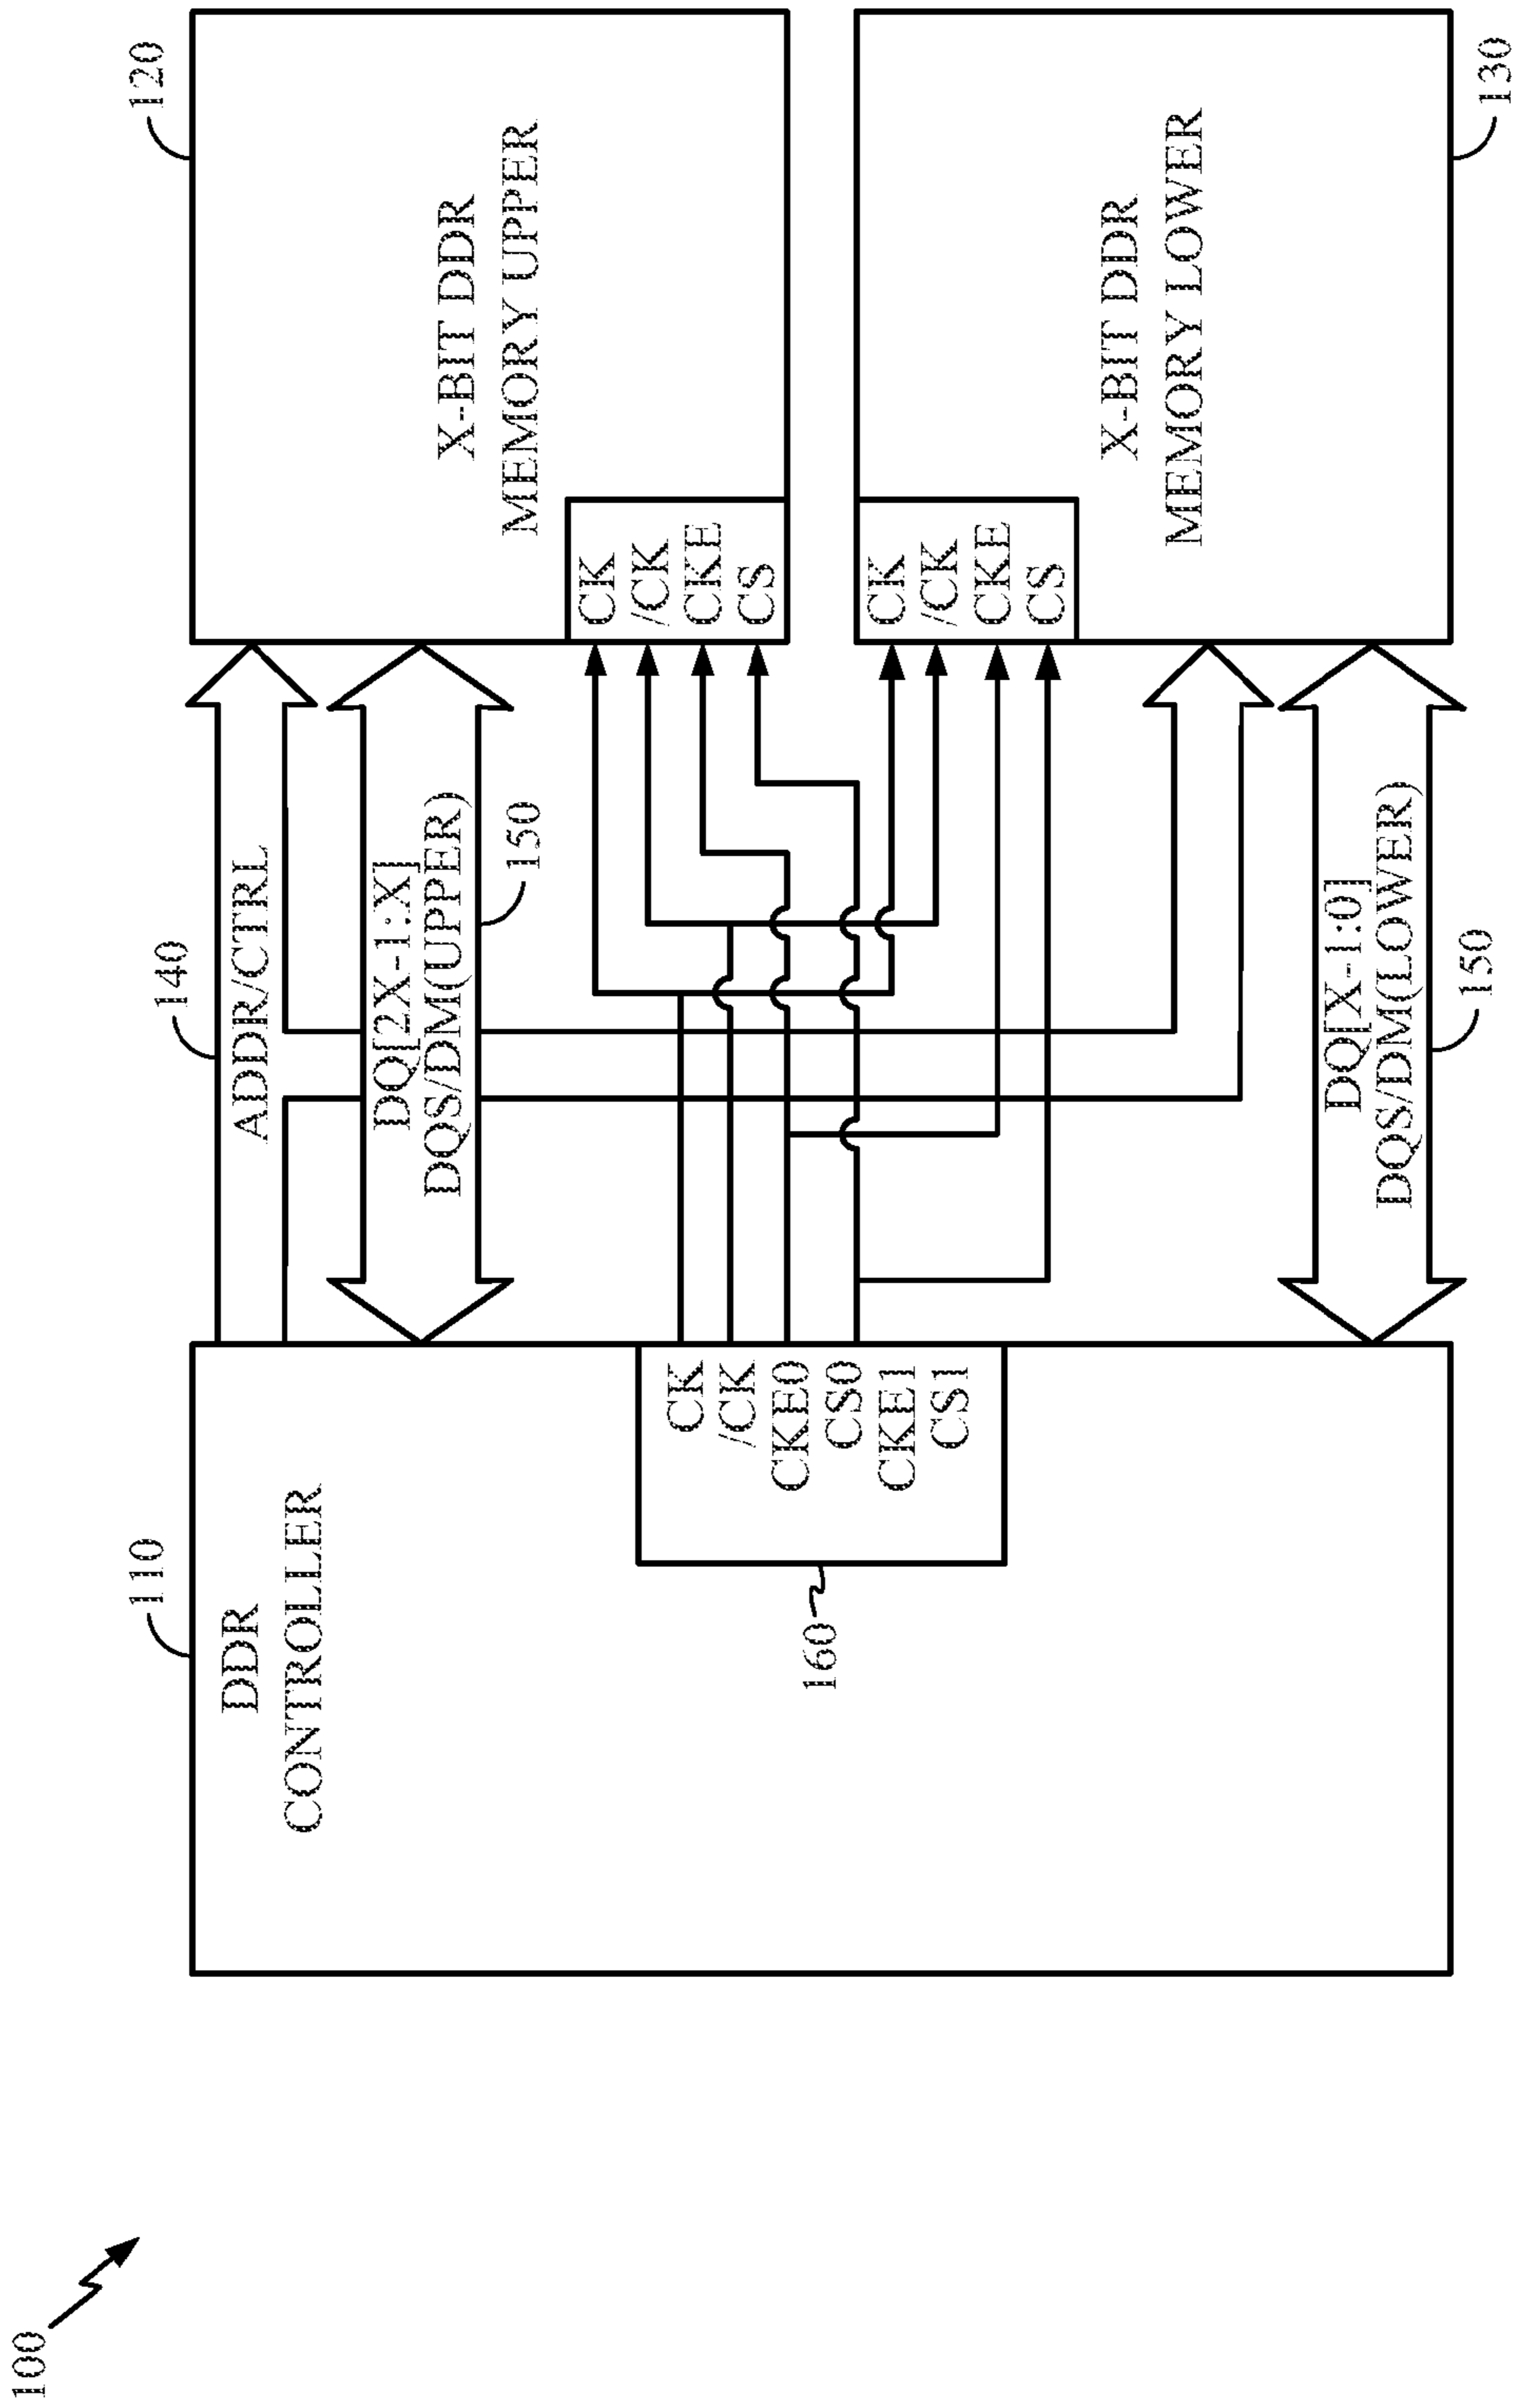 100
110
DDR
CONTROLLER
160
CK
/CK
CKE0
CS0
CKE1
CS1
140
ADDR/CTRL
DQ[2X-1:X]
DQS/DM(UPPER)
150
DQ[X-1:0]
DQS/DM(LOWER)
150
120
X-BIT DDR
MEMORY UPPER
CK
/CK
CKE
CS
130
X-BIT DDR
MEMORY LOWER
CK
/CK
CKE
CS